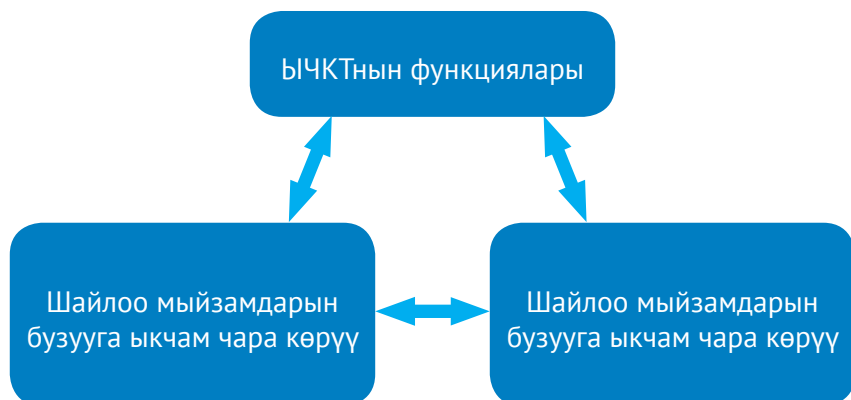 ЫЧКТнын функциялары
Шайлоо мыйзамдарын
бузууга ыкчам чара көрүү
Шайлоо мыйзамдарын
бузууга ыкчам чара көрүү